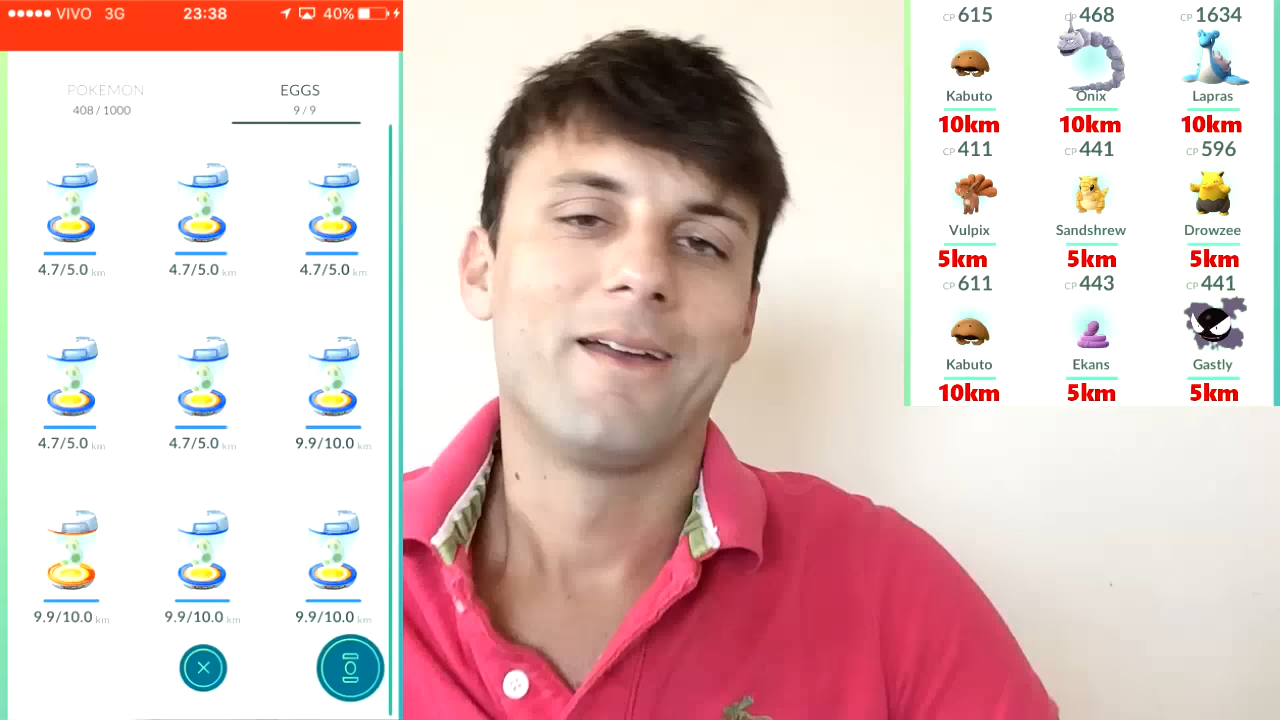 VIVO 3G 23:38 40%
POKEMON EGGS
408 / 1000 9 / 9
4.7/5.0 km 4.7/5.0 km 4.7/5.0 km
4.7/5.0 km 4.7/5.0 km 9.9/10.0 km
9.9/10.0 km 9.9/10.0 km 9.9/10.0 km
CP 615 CP 468 CP 1634
Kabuto Onix Lapras
10km 10km 10km
CP 411 CP 441 CP 596
Vulpix Sandshrew Drowzee
5km 5km 5km
CP 611 CP 443 CP 441
Kabuto Ekans Gastly
10km 5km 5km